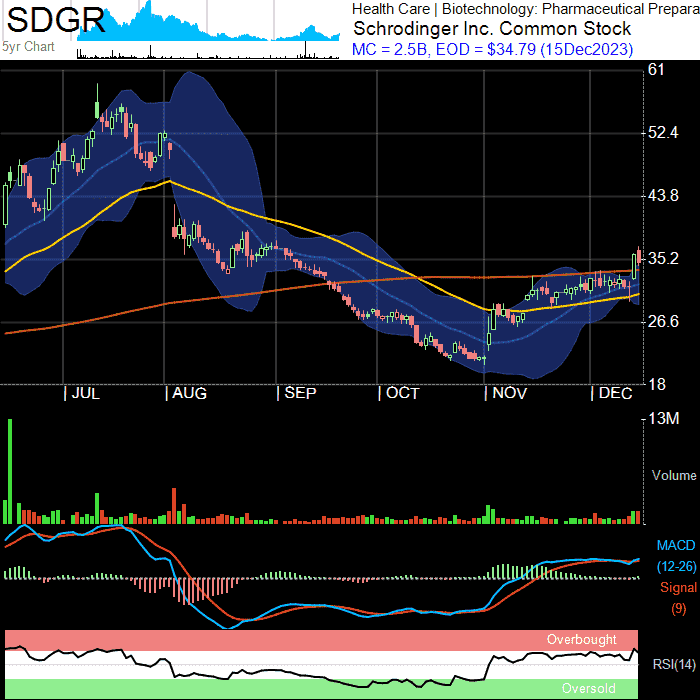 SDGR
5yr Chart
Health Care | Biotechnology: Pharmaceutical Prepara
Schrodinger Inc. Common Stock
MC = 2.5B, EOD = $34.79 (15Dec2023)
61
52.4
43.8
35.2
26.6
18
| JUL | AUG | SEP | OCT | NOV | DEC
13M
Volume
MACD
(12-26)
Signal
(9)
Overbought
RSI(14)
Oversold